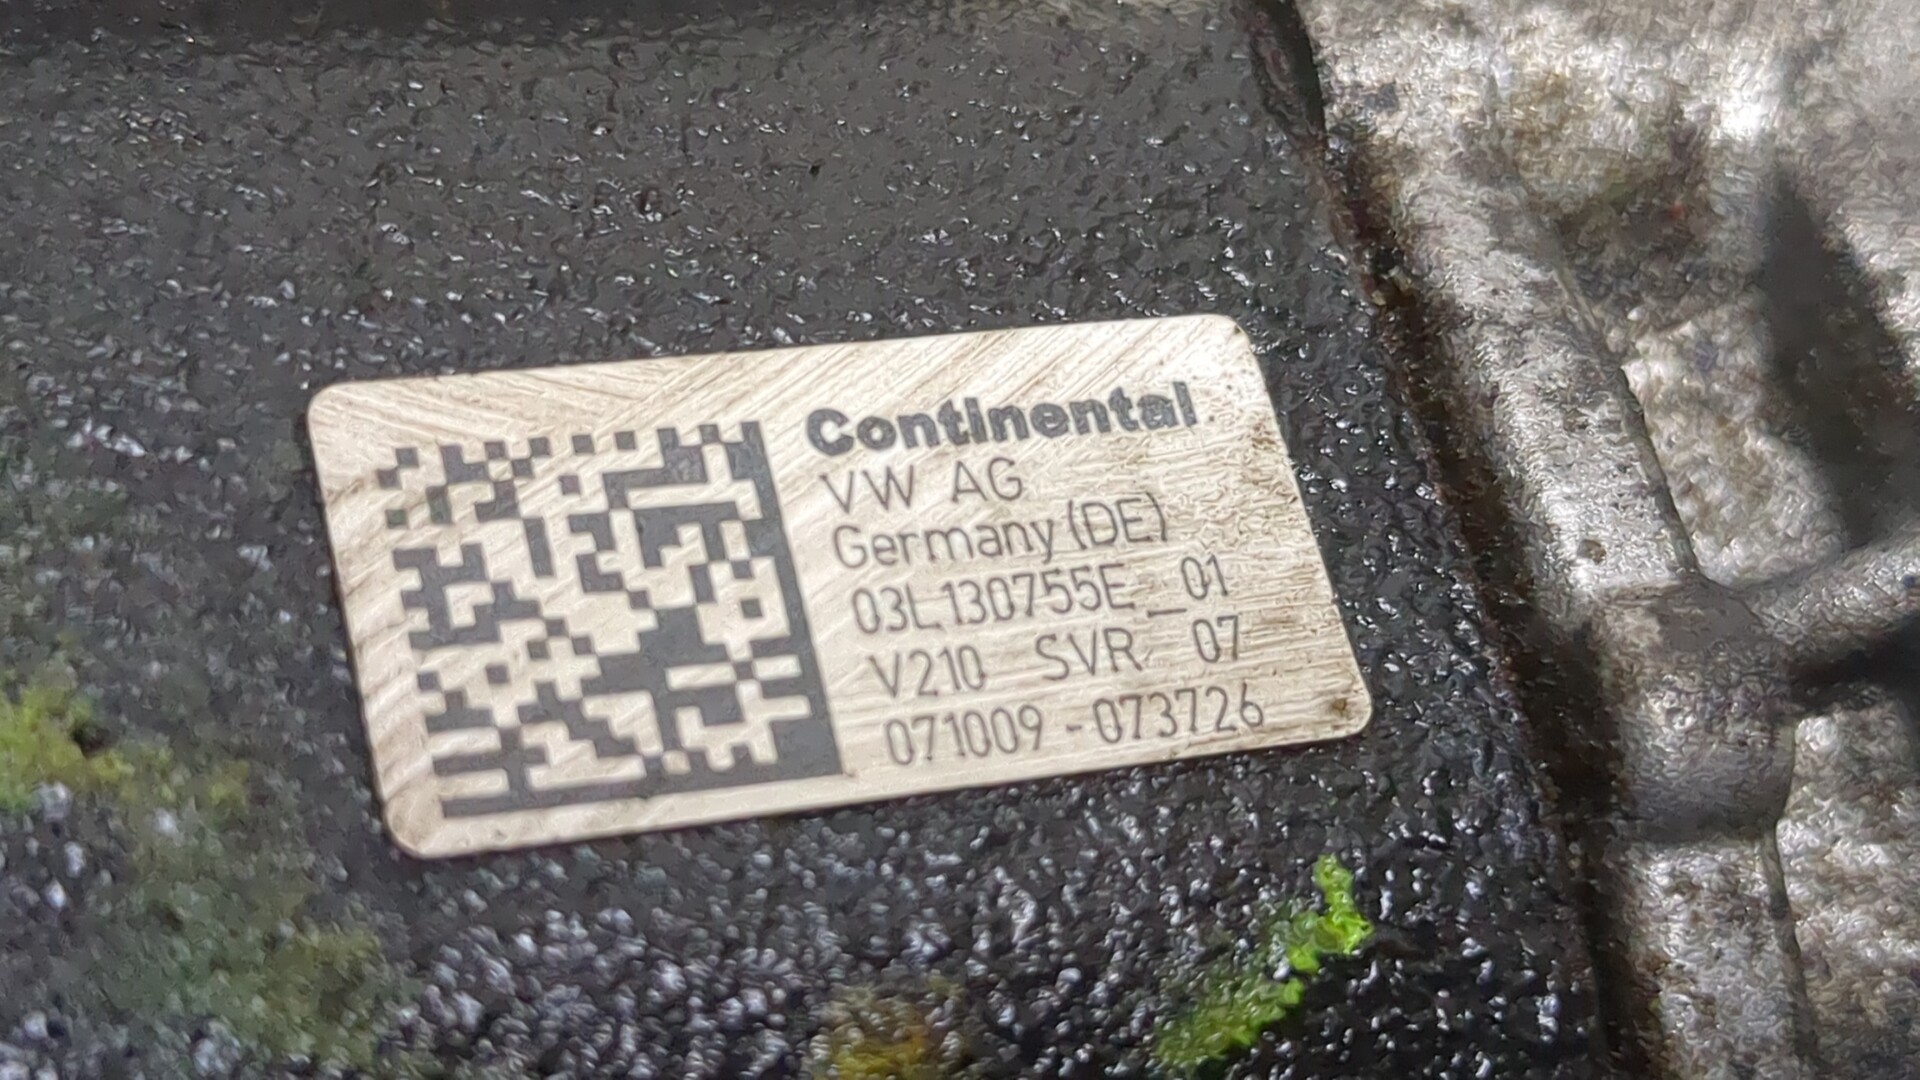 Continental
VW AG
Germany (DE)
03L130755E_01
V210 SVR 07
071009-073726